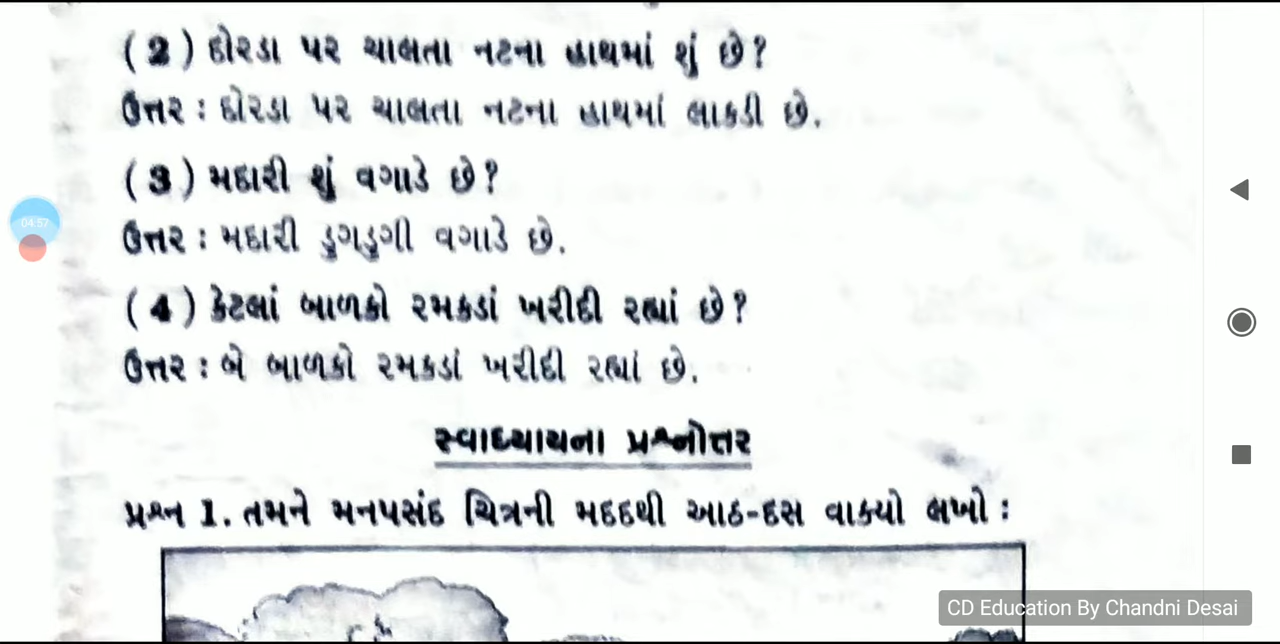 (2) દોરડા પર ચાલતા નટના હાથમાં શું છે?
ઉત્તર : દોરડા પર ચાલતા નટના હાથમાં લાકડી છે.
(3) મદારી શું વગાડે છે?
ઉત્તર : મદારી ડુગડુગી વગાડે છે.
(4) કેટલાં બાળકો રમકડાં ખરીદી રહ્યાં છે?
ઉત્તર : બે બાળકો રમકડાં ખરીદી રહ્યાં છે.
સ્વાધ્યાયના પ્રશ્નોત્તર
પ્રશ્ન 1. તમને મનપસંદ ચિત્રની મદદથી આઠ-દસ વાક્યો લખો :
04:57
CD Education By Chandni Desai